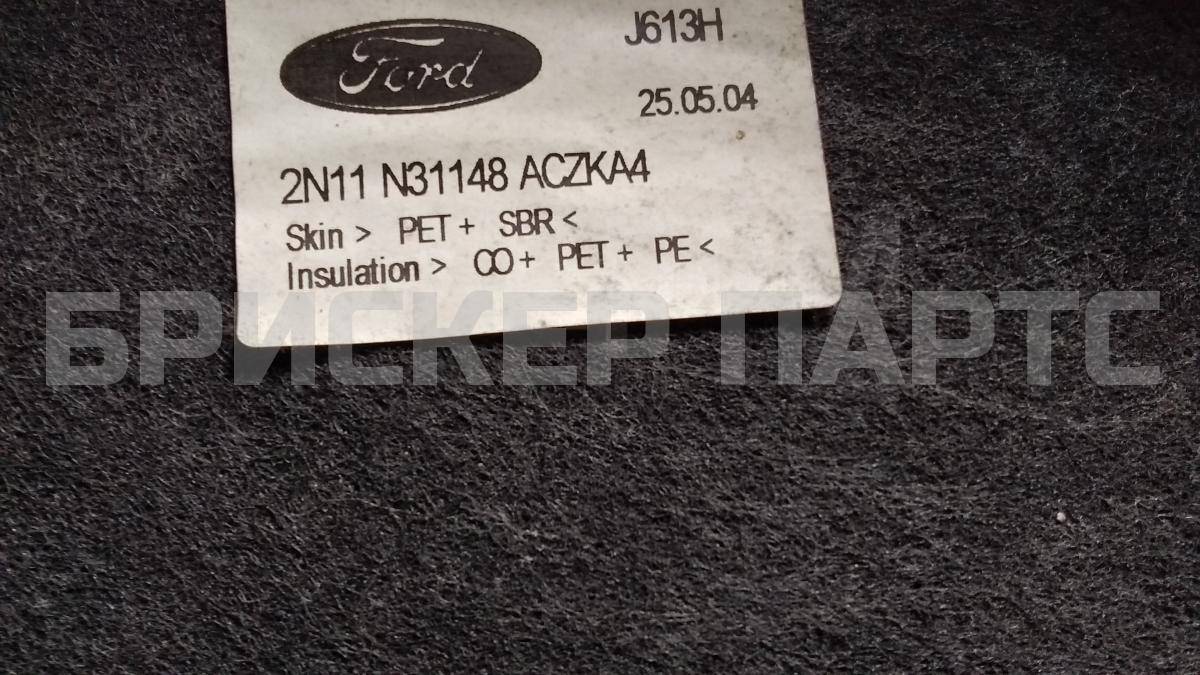 Ford
J613H
25.05.04
2N11 N31148 ACZKA4
Skin > PET + SBR <
Insulation > CO + PET + PE <
БРИСКЕР ПАРТС